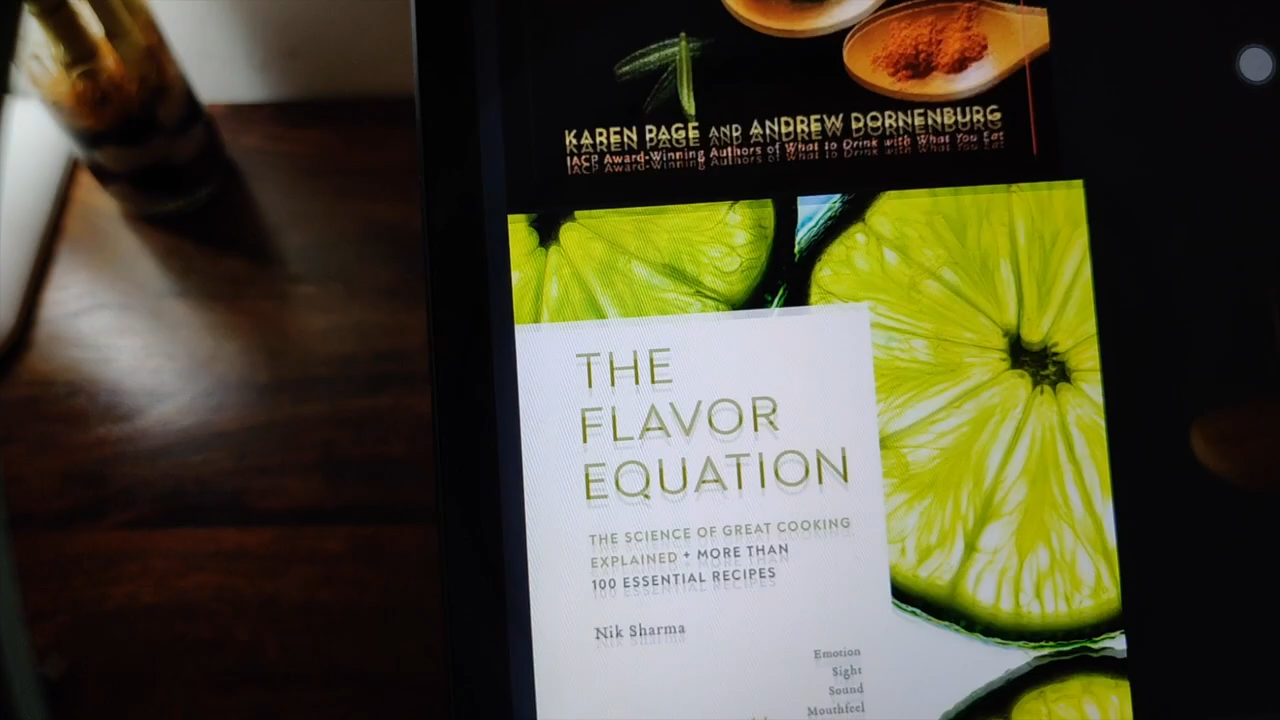 KAREN PAGE AND ANDREW DORNENBURG
IACP Award-Winning Authors of What to Drink with What You Eat
THE
FLAVOR
EQUATION
THE SCIENCE OF GREAT COOKING
EXPLAINED + MORE THAN
100 ESSENTIAL RECIPES
Nik Sharma
Emotion
Sight
Sound
Mouthfeel